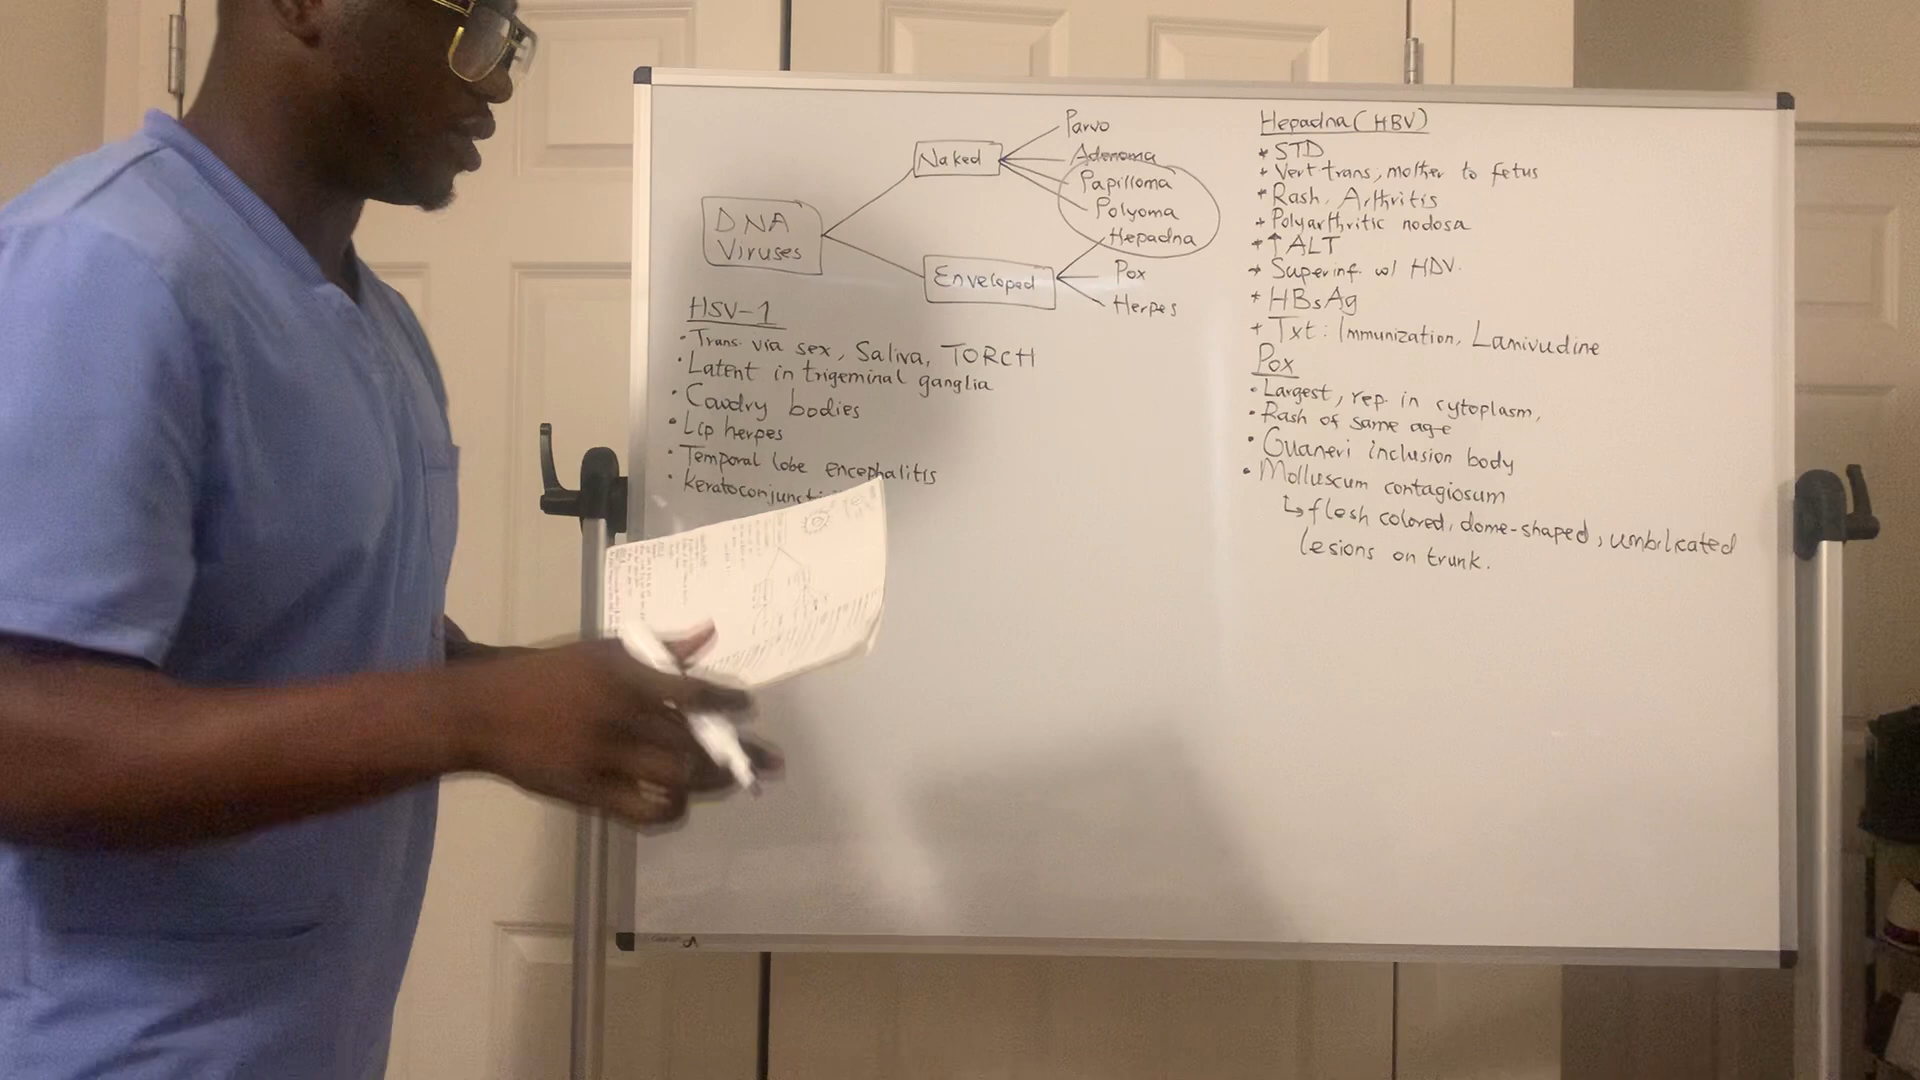 DNA
Viruses
Naked
Parvo
Adenoma
Papilloma
Polyoma
Enveloped
Hepadna
Pox
Herpes
HSV-1
• Trans. via sex, Saliva, TORCH
• Latent in trigeminal ganglia
• Cowdry bodies
• Lip herpes
• Temporal lobe encephalitis
• Keratoconjuncti
Hepadna (HBV)
* STD
+ Vert trans, mother to fetus
* Rash, Arthritis
+ Polyarthritic nodosa
* ↑ ALT
* Superinf. w/ HDV.
* HBsAg
+ Txt: Immunization, Lamivudine
Pox
• Largest, rep. in cytoplasm,
• Rash of same age
• Guaneri inclusion body
• Molluscum contagiosum
↳ flesh colored, dome-shaped, umbilicated
lesions on trunk.